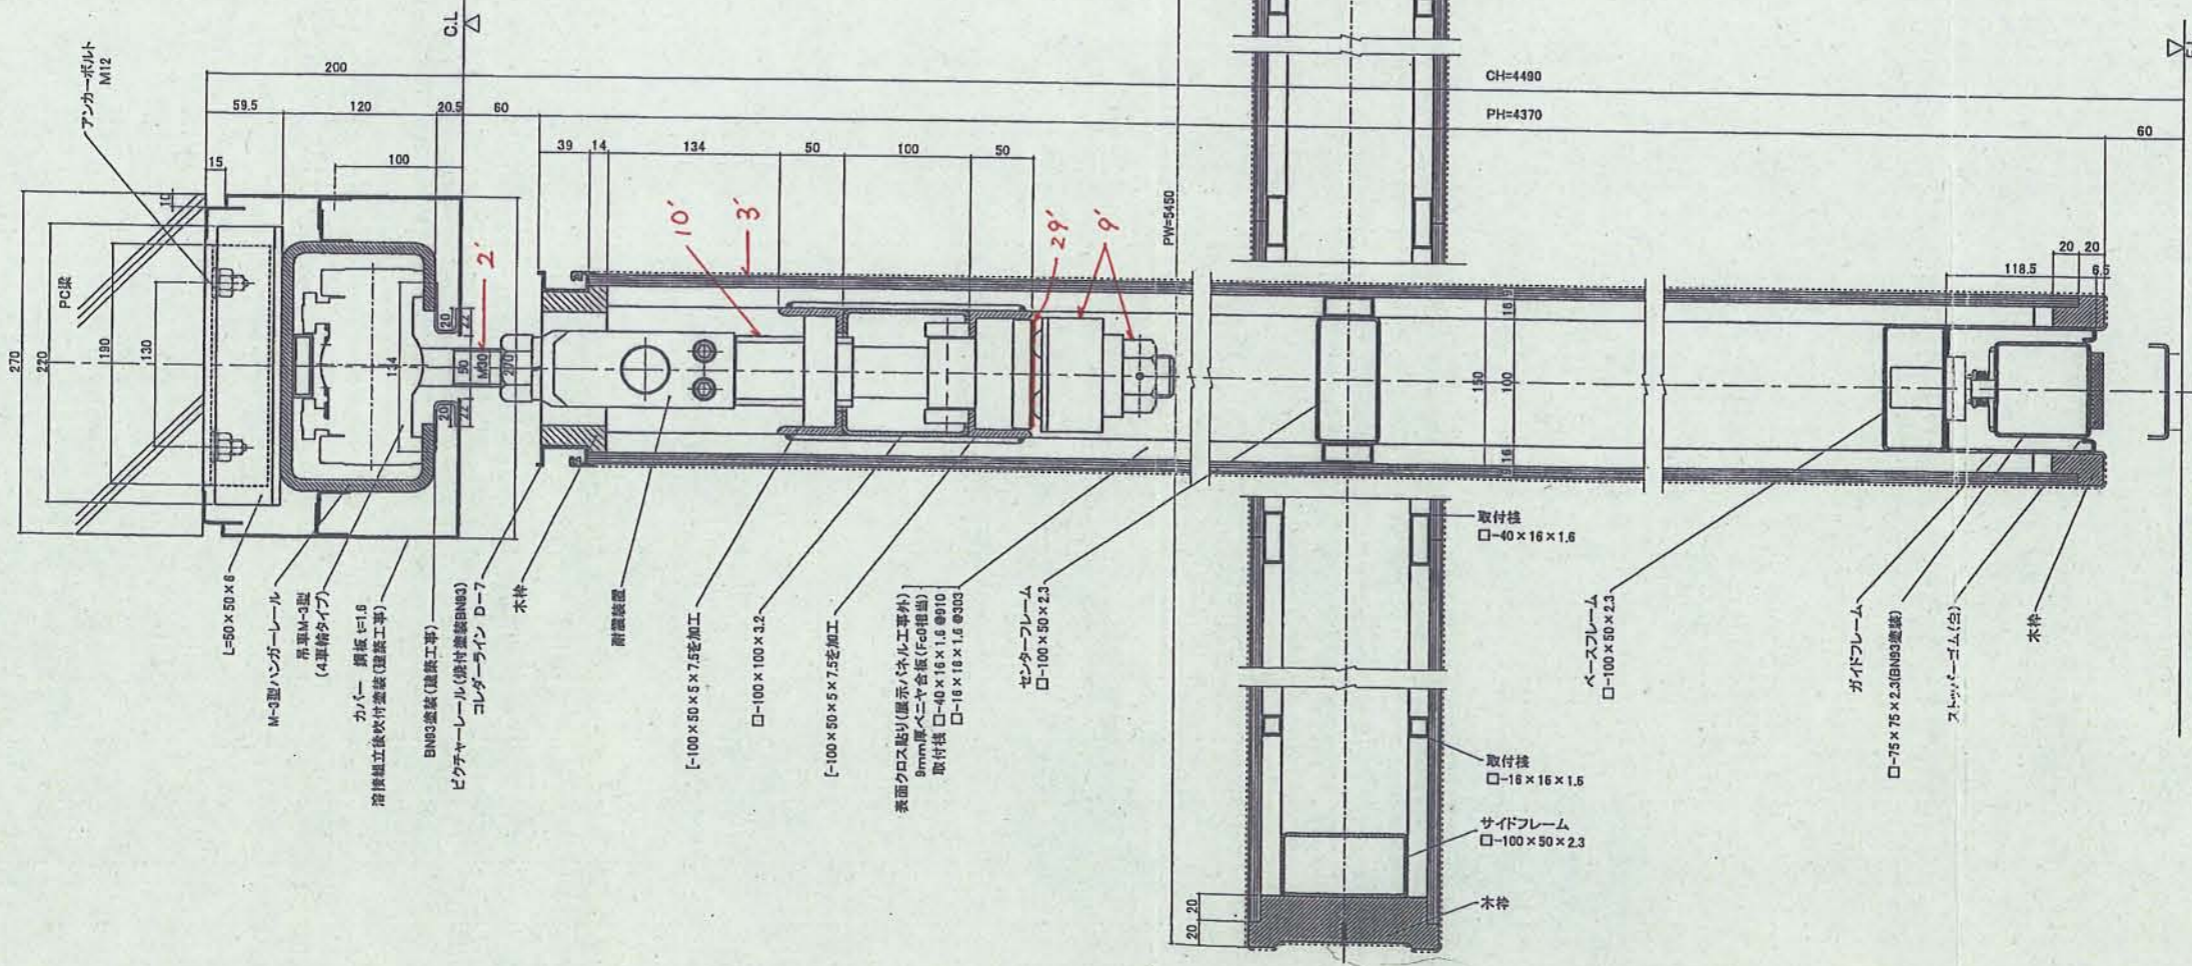 アンカーボルト
M12
C.L
200
CH=4490
59.5
120
20.5
60
PH=4370
60
15
100
39
14
134
50
100
50
10
270
220
190
130
PC梁
2'
10'
3'
29'
9'
PW=5450
20
22
134
50
M30
270
20
22
16
150
100
16
118.5
20
20
6.5
L=50×50×6
M-3型ハンガーレール
吊車M-3型
(4車輪タイプ)
カバー 鋼板 t=1.6
溶接組立後吹付塗装(建築工事)
BN93塗装(建築工事)
ピクチャーレール(焼付塗装BN93)
コレダーライン D-7
木枠
耐震装置
[-100×50×5×7.5を加工
□-100×100×3.2
[-100×50×5×7.5を加工
表面クロス貼り(展示パネル工事外)
9mm厚ベニヤ合板(Fc0相当)
取付棧 □-40×16×1.6 @910
□-16×16×1.6 @303
センターフレーム
□-100×50×2.3
取付棧
□-40×16×1.6
取付棧
□-16×16×1.6
サイドフレーム
□-100×50×2.3
木枠
20
20
ベースフレーム
□-100×50×2.3
ガイドフレーム
□-75×75×2.3(BN93塗装)
ストッパーゴム(白)
木枠